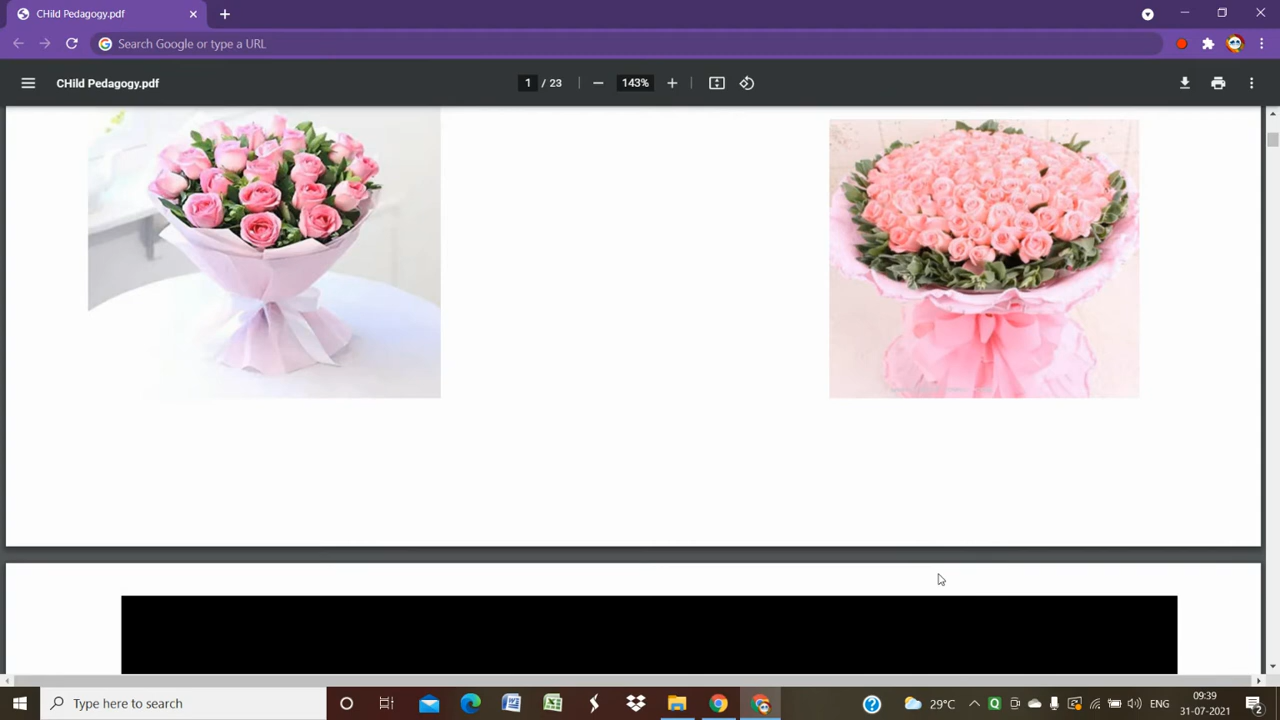 CHild Pedagogy.pdf
Search Google or type a URL
CHild Pedagogy.pdf
1 / 23
143%
Type here to search
29°C
ENG
09:39
31-07-2021
2